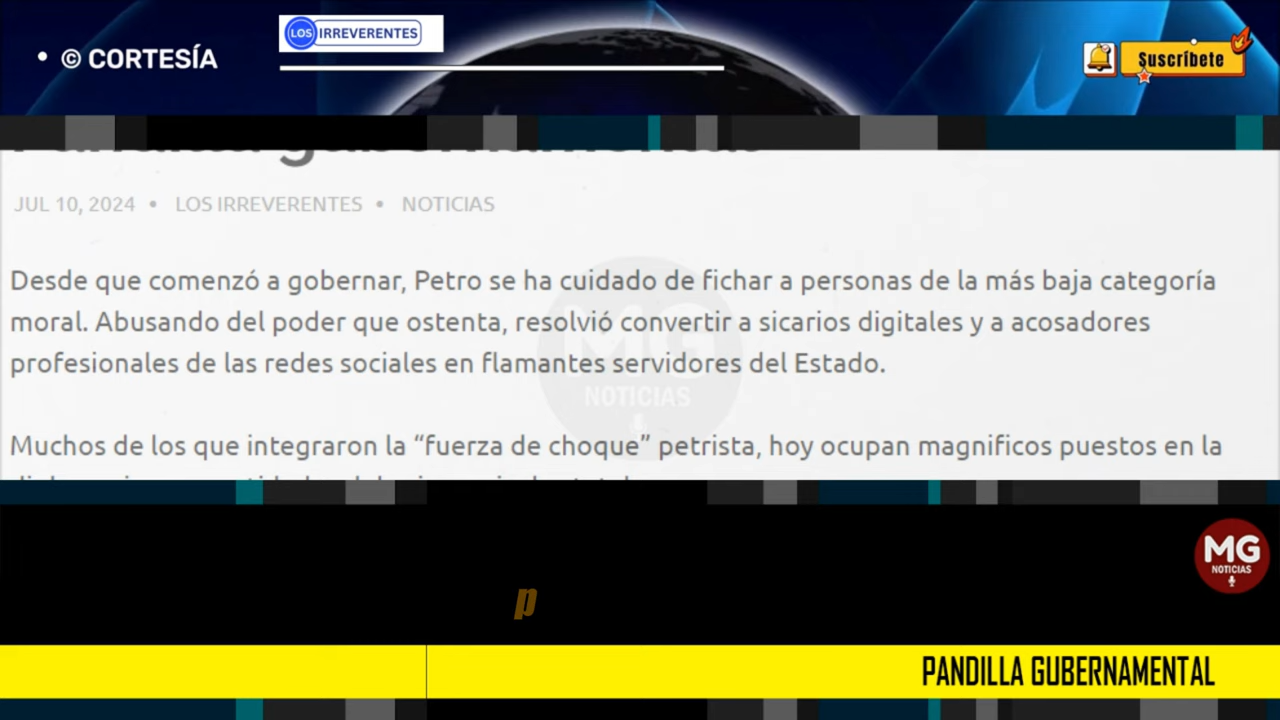 • © CORTESÍA
LOS IRREVERENTES
Suscríbete
JUL 10, 2024 • LOS IRREVERENTES • NOTICIAS
Desde que comenzó a gobernar, Petro se ha cuidado de fichar a personas de la más baja categoría
moral. Abusando del poder que ostenta, resolvió convertir a sicarios digitales y a acosadores
profesionales de las redes sociales en flamantes servidores del Estado.
MG
NOTICIAS
Muchos de los que integraron la “fuerza de choque” petrista, hoy ocupan magnificos puestos en la
MG
NOTICIAS
p
PANDILLA GUBERNAMENTAL